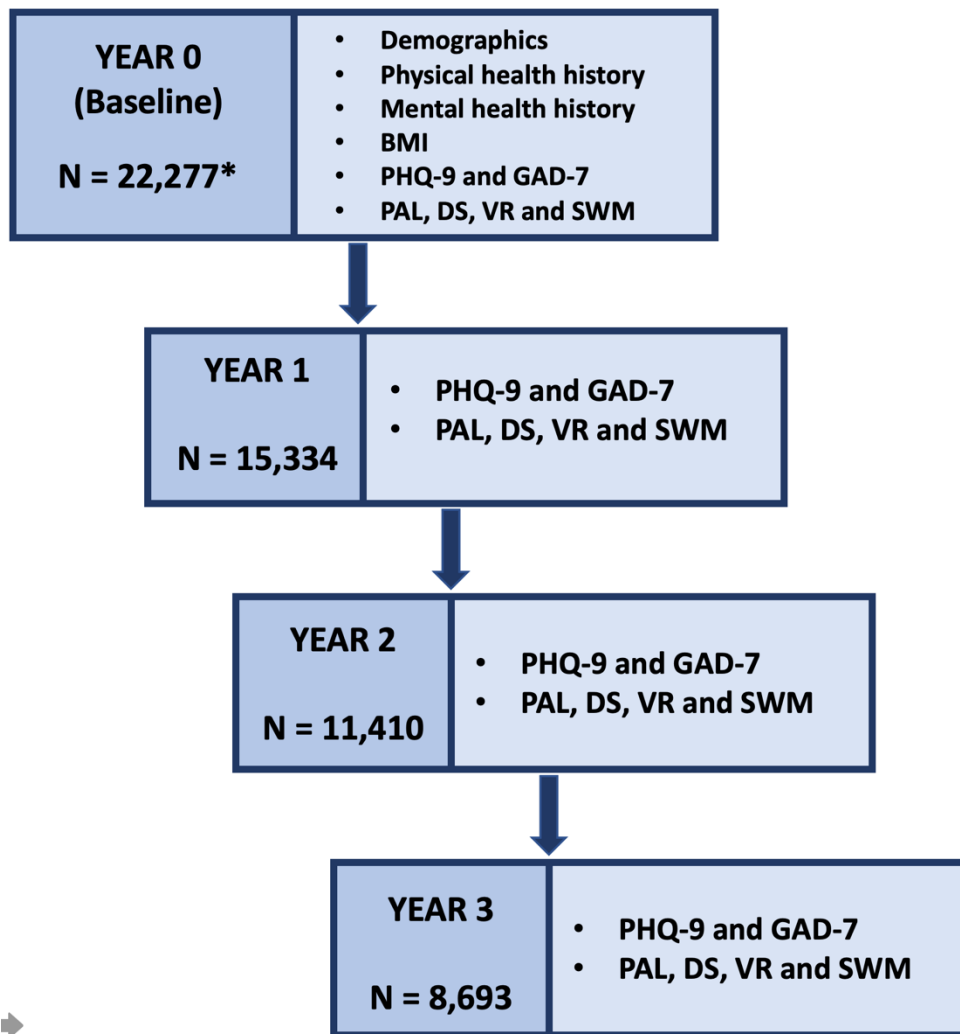 YEAR 0
(Baseline)
N = 22,277*
• Demographics
• Physical health history
• Mental health history
• BMI
• PHQ-9 and GAD-7
• PAL, DS, VR and SWM
YEAR 1
N = 15,334
• PHQ-9 and GAD-7
• PAL, DS, VR and SWM
YEAR 2
N = 11,410
• PHQ-9 and GAD-7
• PAL, DS, VR and SWM
YEAR 3
N = 8,693
• PHQ-9 and GAD-7
• PAL, DS, VR and SWM